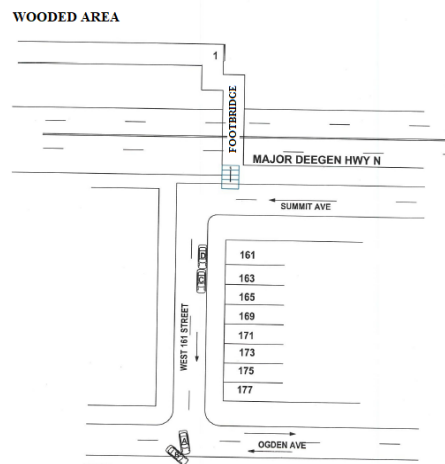 WOODED AREA
1
FOOTBRIDGE
MAJOR DEEGEN HWY N
SUMMIT AVE
161
163
165
169
171
173
175
177
WEST 161 STREET
OGDEN AVE